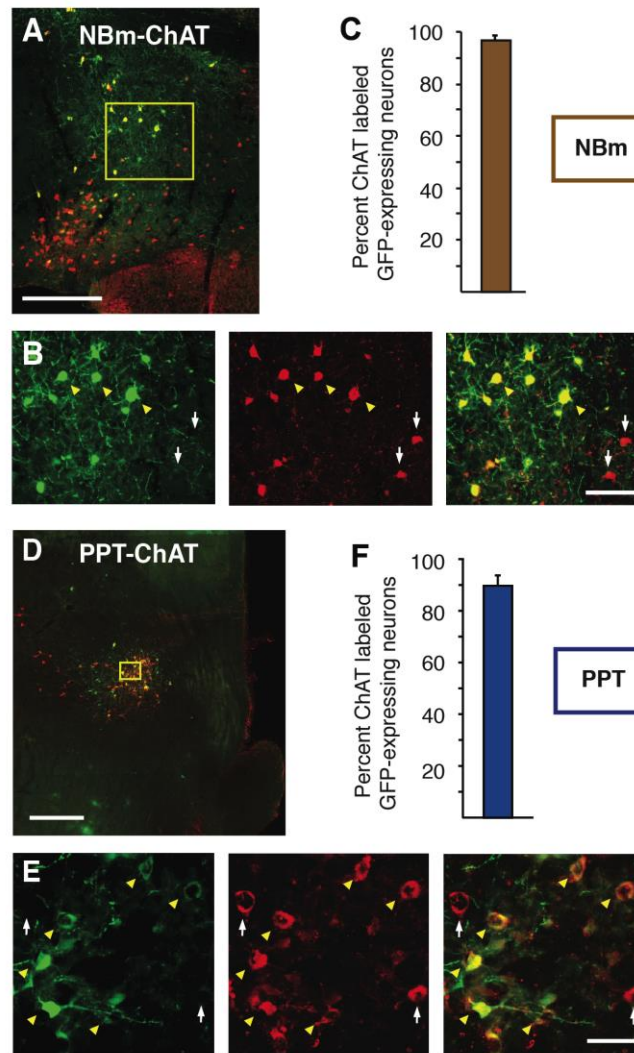 A
NBm-ChAT
C
Percent ChAT labeled
GFP-expressing neurons
100
80
60
40
20
NBm
B
D
PPT-ChAT
F
Percent ChAT labeled
GFP-expressing neurons
100
80
60
40
20
PPT
E